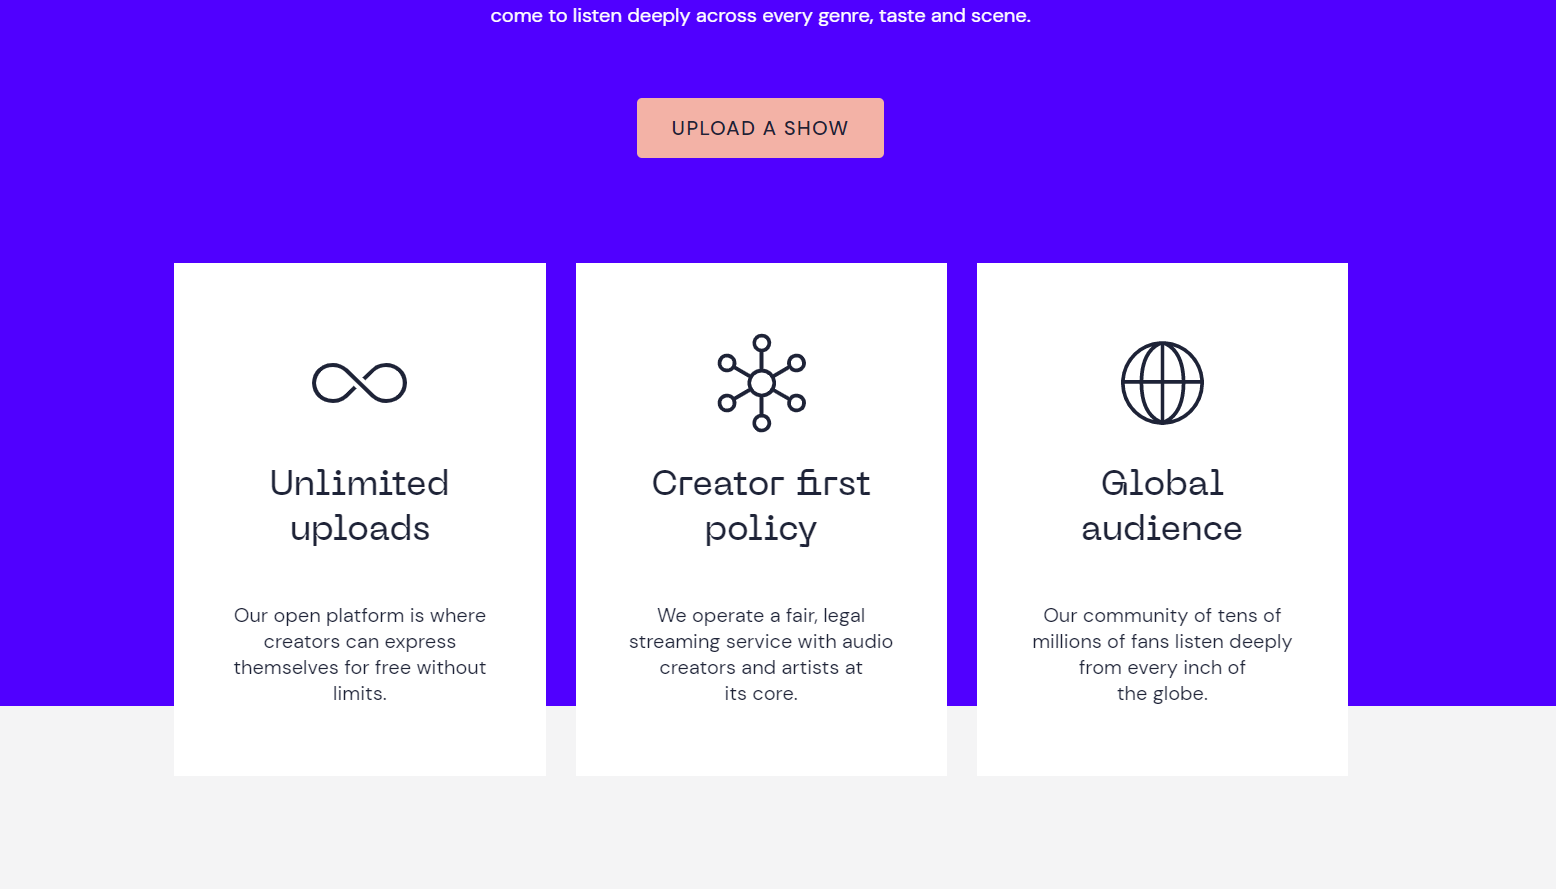 come to listen deeply across every genre, taste and scene.
UPLOAD A SHOW
Unlimited
uploads
Our open platform is where
creators can express
themselves for free without
limits.
Creator first
policy
We operate a fair, legal
streaming service with audio
creators and artists at
its core.
Global
audience
Our community of tens of
millions of fans listen deeply
from every inch of
the globe.